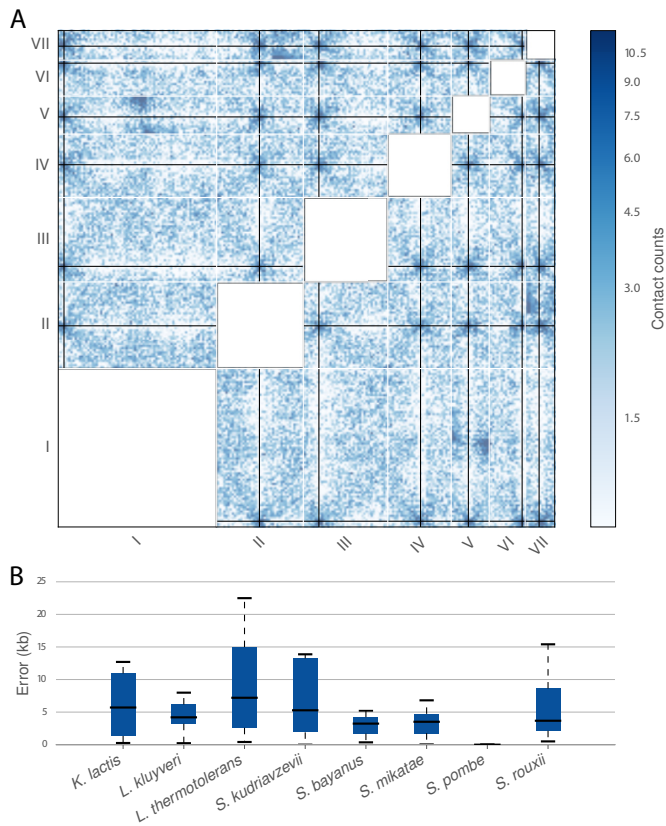 A
VII
VI
V
IV
III
II
I
I
II
III
IV
V
VI
VII
10.5
9.0
7.5
6.0
4.5
3.0
1.5
Contact counts
B
25
20
15
10
5
0
Error (kb)
K. lactis
L. kluyveri
L. thermotolerans
S. kudriavzevii
S. bayanus
S. mikatae
S. pombe
S. rouxii